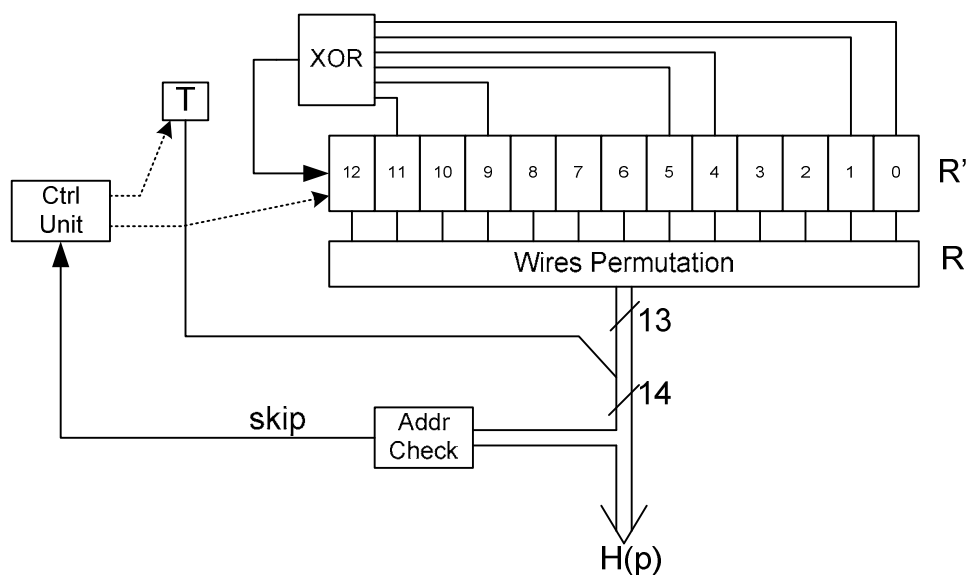 XOR
T
12 11 10 9 8 7 6 5 4 3 2 1 0
R'
Ctrl
Unit
Wires Permutation
R
13
14
skip
Addr
Check
H(p)